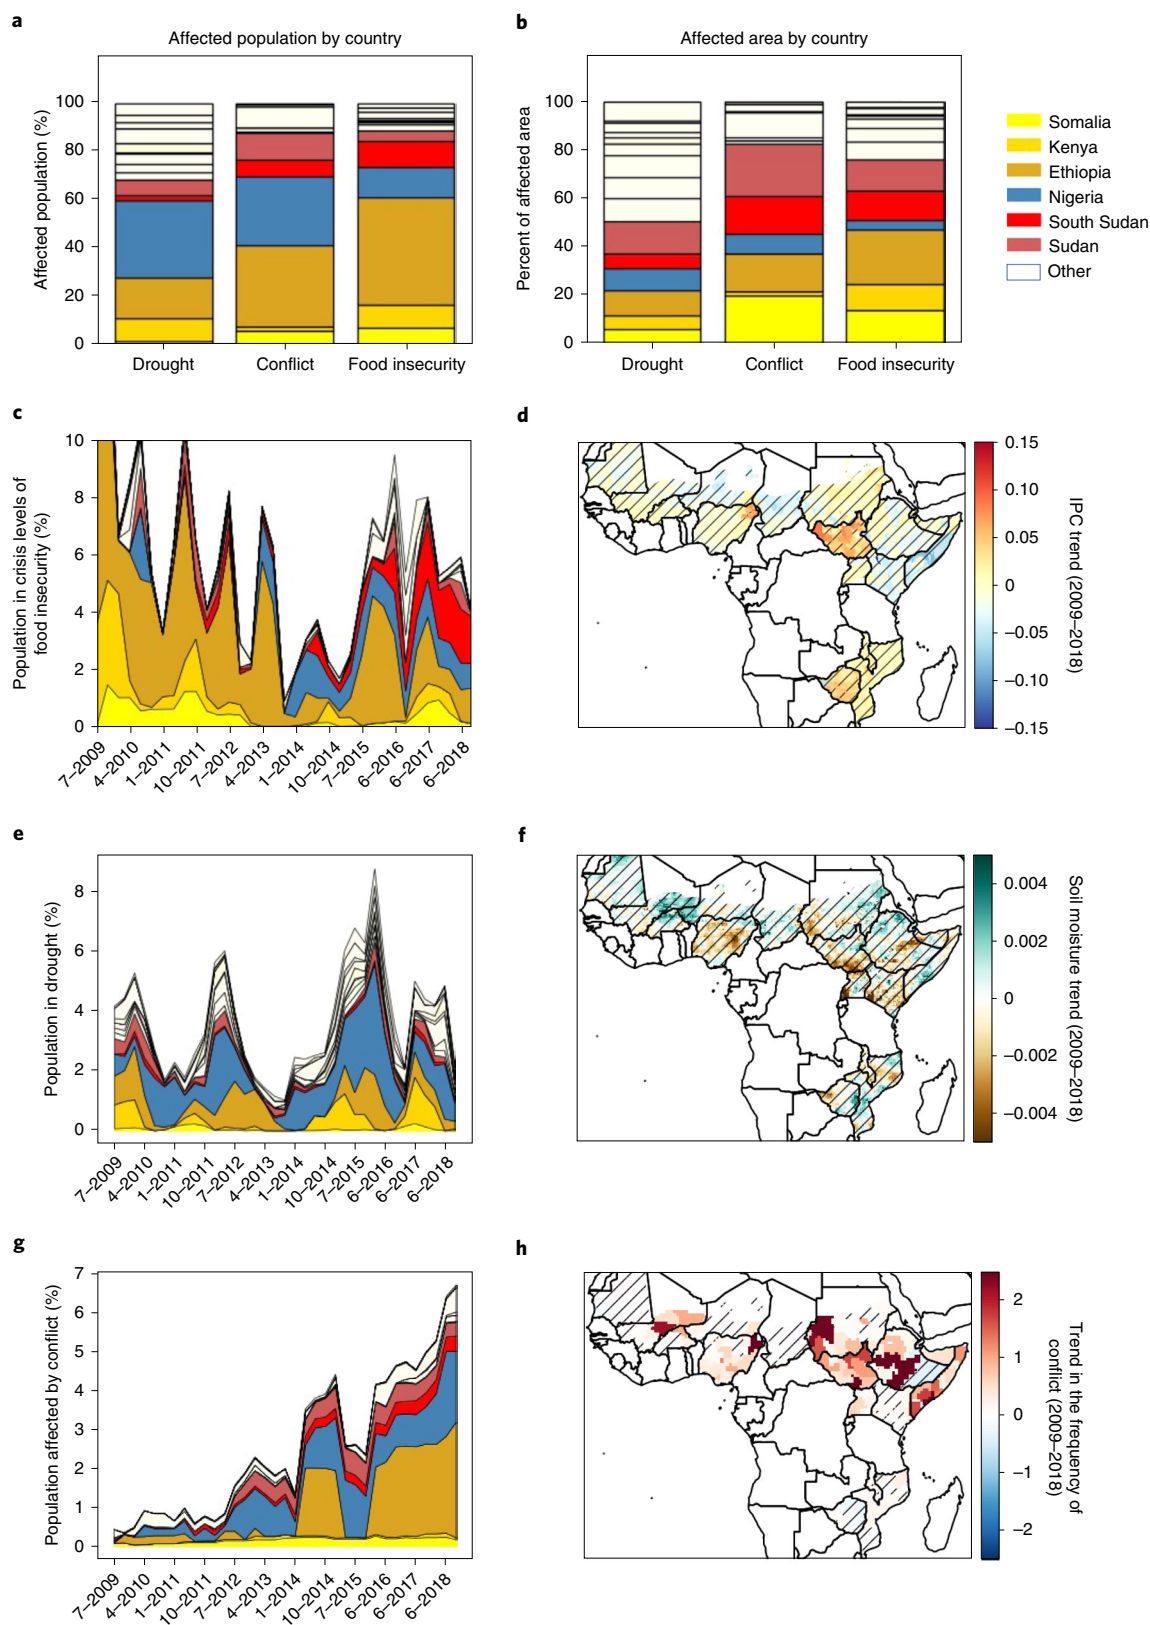 a
Affected population by country
Affected population (%)
100
80
60
40
20
0
Drought
Conflict
Food insecurity
b
Affected area by country
Percent of affected area
100
80
60
40
20
0
Drought
Conflict
Food insecurity
Somalia
Kenya
Ethiopia
Nigeria
South Sudan
Sudan
Other
c
Population in crisis levels of
food insecurity (%)
10
8
6
4
2
0
7–2009
4–2010
1–2011
10–2011
7–2012
4–2013
1–2014
10–2014
7–2015
6–2016
6–2017
6–2018
d
0.15
0.10
0.05
0
–0.05
–0.10
–0.15
IPC trend (2009–2018)
e
Population in drought (%)
8
6
4
2
0
7–2009
4–2010
1–2011
10–2011
7–2012
4–2013
1–2014
10–2014
7–2015
6–2016
6–2017
6–2018
f
0.004
0.002
0
–0.002
–0.004
Soil moisture trend (2009–2018)
g
Population affected by conflict (%)
7
6
5
4
3
2
1
0
7–2009
4–2010
1–2011
10–2011
7–2012
4–2013
1–2014
10–2014
7–2015
6–2016
6–2017
6–2018
h
2
1
0
–1
–2
Trend in the frequency of
conflict (2009–2018)